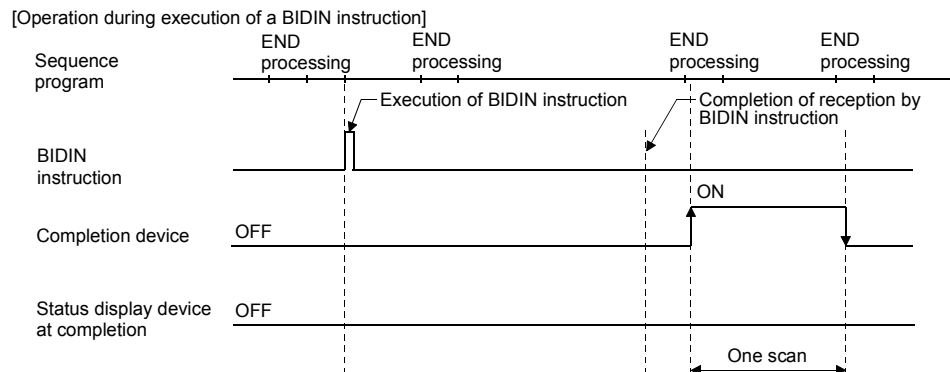 [Operation during execution of a BIDIN instruction]
END
processing
END
processing
END
processing
END
processing
Sequence
program
Execution of BIDIN instruction
Completion of reception by
BIDIN instruction
BIDIN
instruction
ON
Completion device
OFF
Status display device
at completion
OFF
One scan